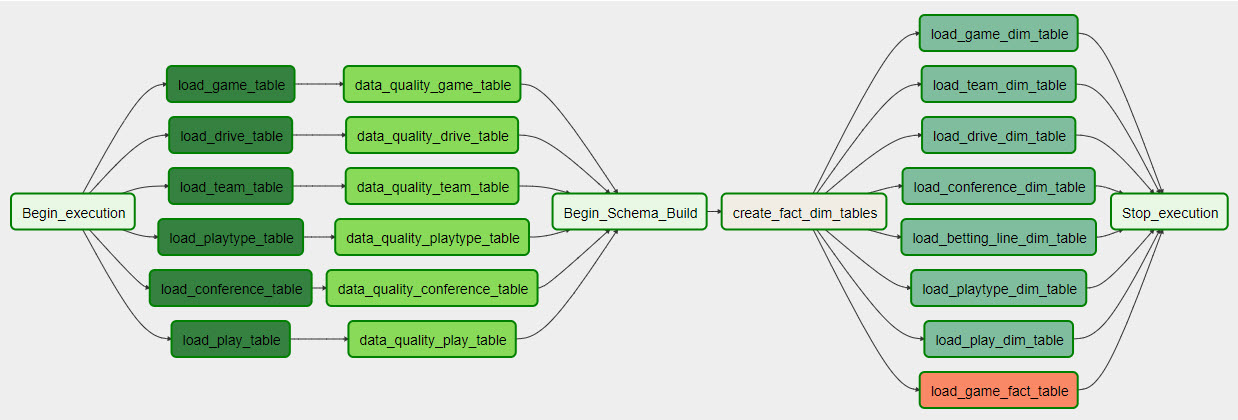 Begin_execution
load_game_table
load_drive_table
load_team_table
load_playtype_table
load_conference_table
load_play_table
data_quality_game_table
data_quality_drive_table
data_quality_team_table
data_quality_playtype_table
data_quality_conference_table
data_quality_play_table
Begin_Schema_Build
create_fact_dim_tables
load_game_dim_table
load_team_dim_table
load_drive_dim_table
load_conference_dim_table
load_betting_line_dim_table
load_playtype_dim_table
load_play_dim_table
load_game_fact_table
Stop_execution